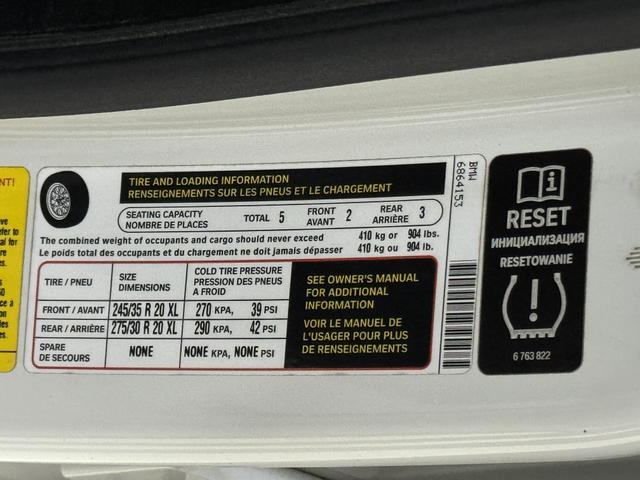 NT!
TIRE AND LOADING INFORMATION
RENSEIGNEMENTS SUR LES PNEUS ET LE CHARGEMENT
SEATING CAPACITY
NOMBRE DE PLACES
TOTAL 5
FRONT
AVANT 2
REAR
ARRIÈRE 3
The combined weight of occupants and cargo should never exceed 410 kg or 904 lbs.
Le poids total des occupants et du chargement ne doit jamais dépasser 410 kg ou 904 lb.
TIRE / PNEU
SIZE
DIMENSIONS
COLD TIRE PRESSURE
PRESSION DES PNEUS
A FROID
FRONT / AVANT 245/35 R 20 XL 270 KPA, 39 PSI
REAR / ARRIÈRE 275/30 R 20 XL 290 KPA, 42 PSI
SPARE
DE SECOURS
NONE NONE KPA, NONE PSI
SEE OWNER'S MANUAL
FOR ADDITIONAL
INFORMATION
VOIR LE MANUEL DE
L'USAGER POUR PLUS
DE RENSEIGNEMENTS
BMW
6864153
RESET
ИНИЦИАЛИЗАЦИЯ
RESETOWANIE
6 763 822